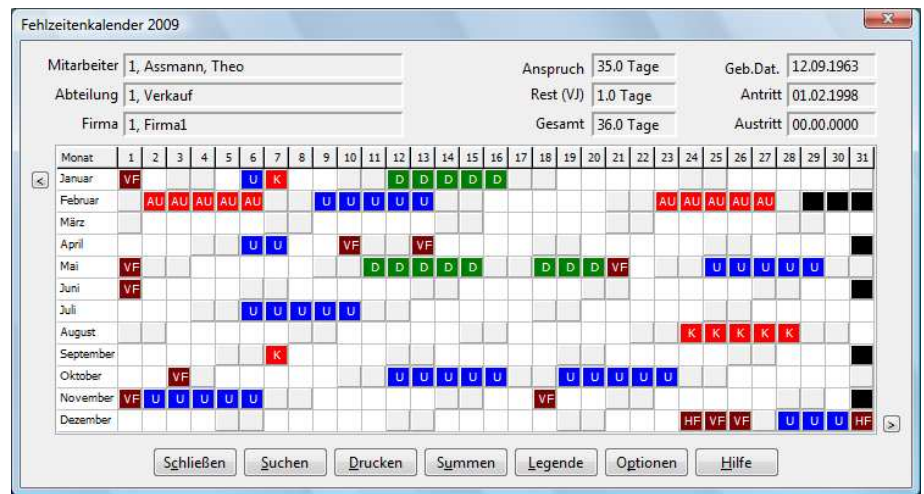 Fehlzeitenkalender 2009
Mitarbeiter 1, Assmann, Theo Anspruch 35.0 Tage Geb.Dat. 12.09.1963
Abteilung 1, Verkauf Rest (VJ) 1.0 Tage Antritt 01.02.1998
Firma 1, Firma1 Gesamt 36.0 Tage Austritt 00.00.0000
Monat 1 2 3 4 5 6 7 8 9 10 11 12 13 14 15 16 17 18 19 20 21 22 23 24 25 26 27 28 29 30 31
< Januar VF U K D D D D D
Februar AU AU AU AU AU U U U U U AU AU AU AU AU
März
April U U VF VF
Mai VF D D D D D D D D VF U U U U U
Juni VF
Juli U U U U U
August K K K K K
September K
Oktober VF U U U U U U U U U U
November VF U U U U U VF
Dezember HF VF VF U U U HF >
Schließen Suchen Drucken Summen Legende Optionen Hilfe